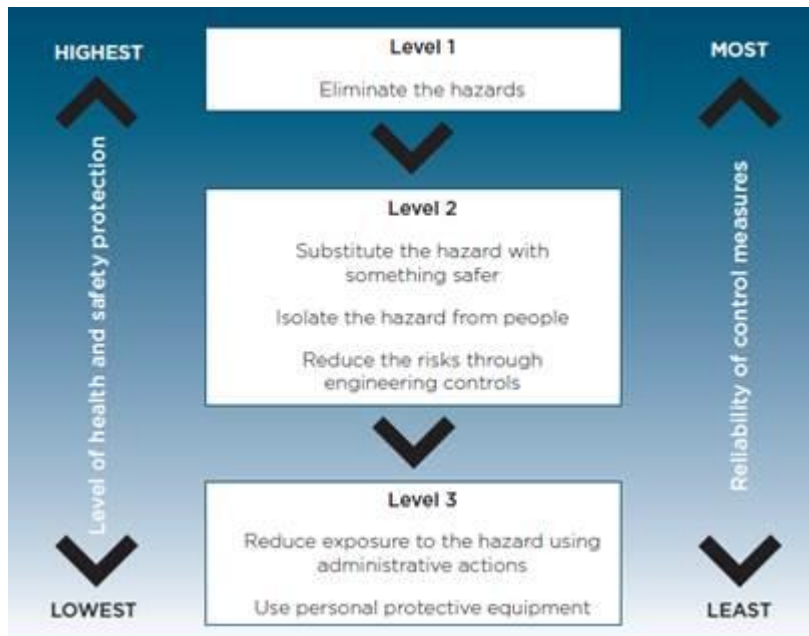 HIGHEST
Level of health and safety protection
LOWEST
Level 1
Eliminate the hazards
Level 2
Substitute the hazard with
something safer
Isolate the hazard from people
Reduce the risks through
engineering controls
Level 3
Reduce exposure to the hazard using
administrative actions
Use personal protective equipment
MOST
Reliability of control measures
LEAST